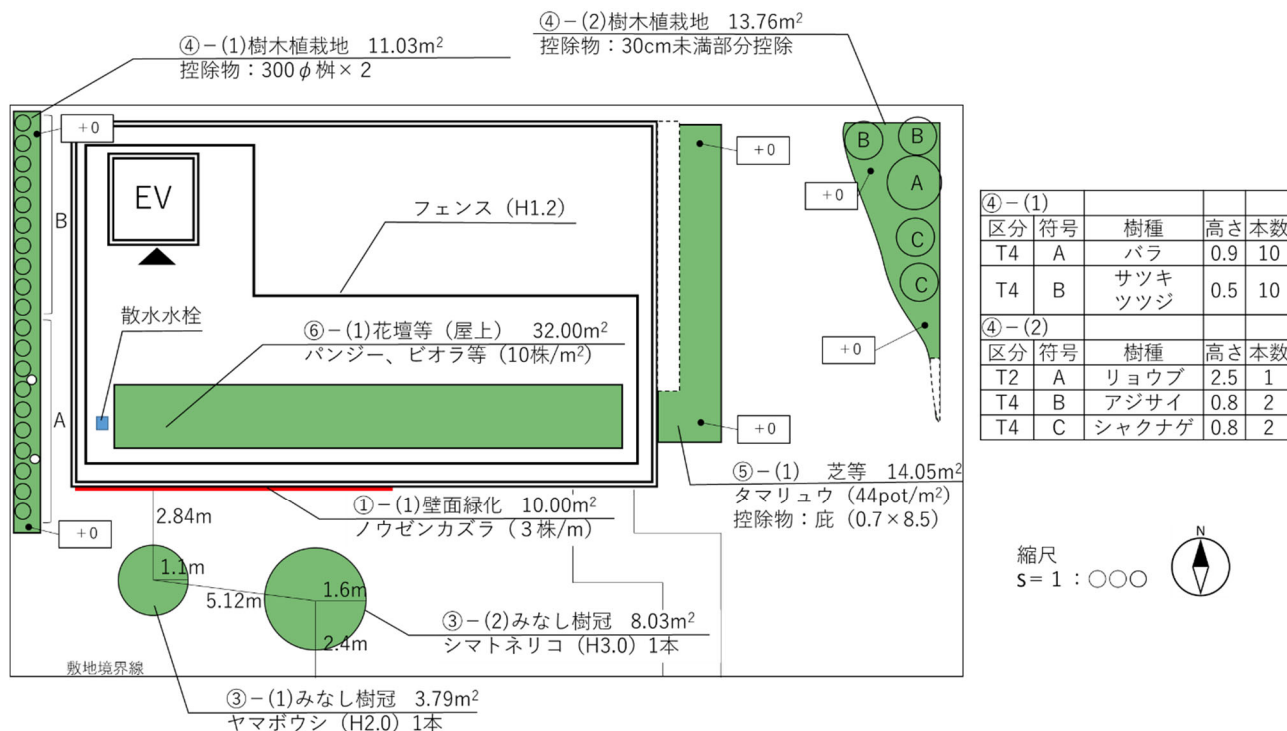 ④－(1)樹木植栽地　11.03m²
控除物：300φ桝×２
④－(2)樹木植栽地　13.76m²
控除物：30cm未満部分控除
+0
B
A
+0
EV
フェンス（H1.2）
散水水栓
⑥－(1)花壇等（屋上）　32.00m²
パンジー、ビオラ等（10株/m²）
+0
+0
B
B
A
C
C
+0
+0
⑤－(1)　芝等　14.05m²
タマリュウ（44pot/m²）
控除物：庇（0.7×8.5）
①－(1)壁面緑化　10.00m²
ノウゼンカズラ（３株/m）
2.84m
1.1m
5.12m
1.6m
2.4m
③－(2)みなし樹冠　8.03m²
シマトネリコ（H3.0）1本
敷地境界線
③－(1)みなし樹冠　3.79m²
ヤマボウシ（H2.0）1本
④－(1)
区分 符号 樹種 高さ 本数
T4 A バラ 0.9 10
T4 B サツキ 0.5 10
ツツジ
④－(2)
区分 符号 樹種 高さ 本数
T2 A リョウブ 2.5 1
T4 B アジサイ 0.8 2
T4 C シャクナゲ 0.8 2
縮尺
s=１：○○○
N